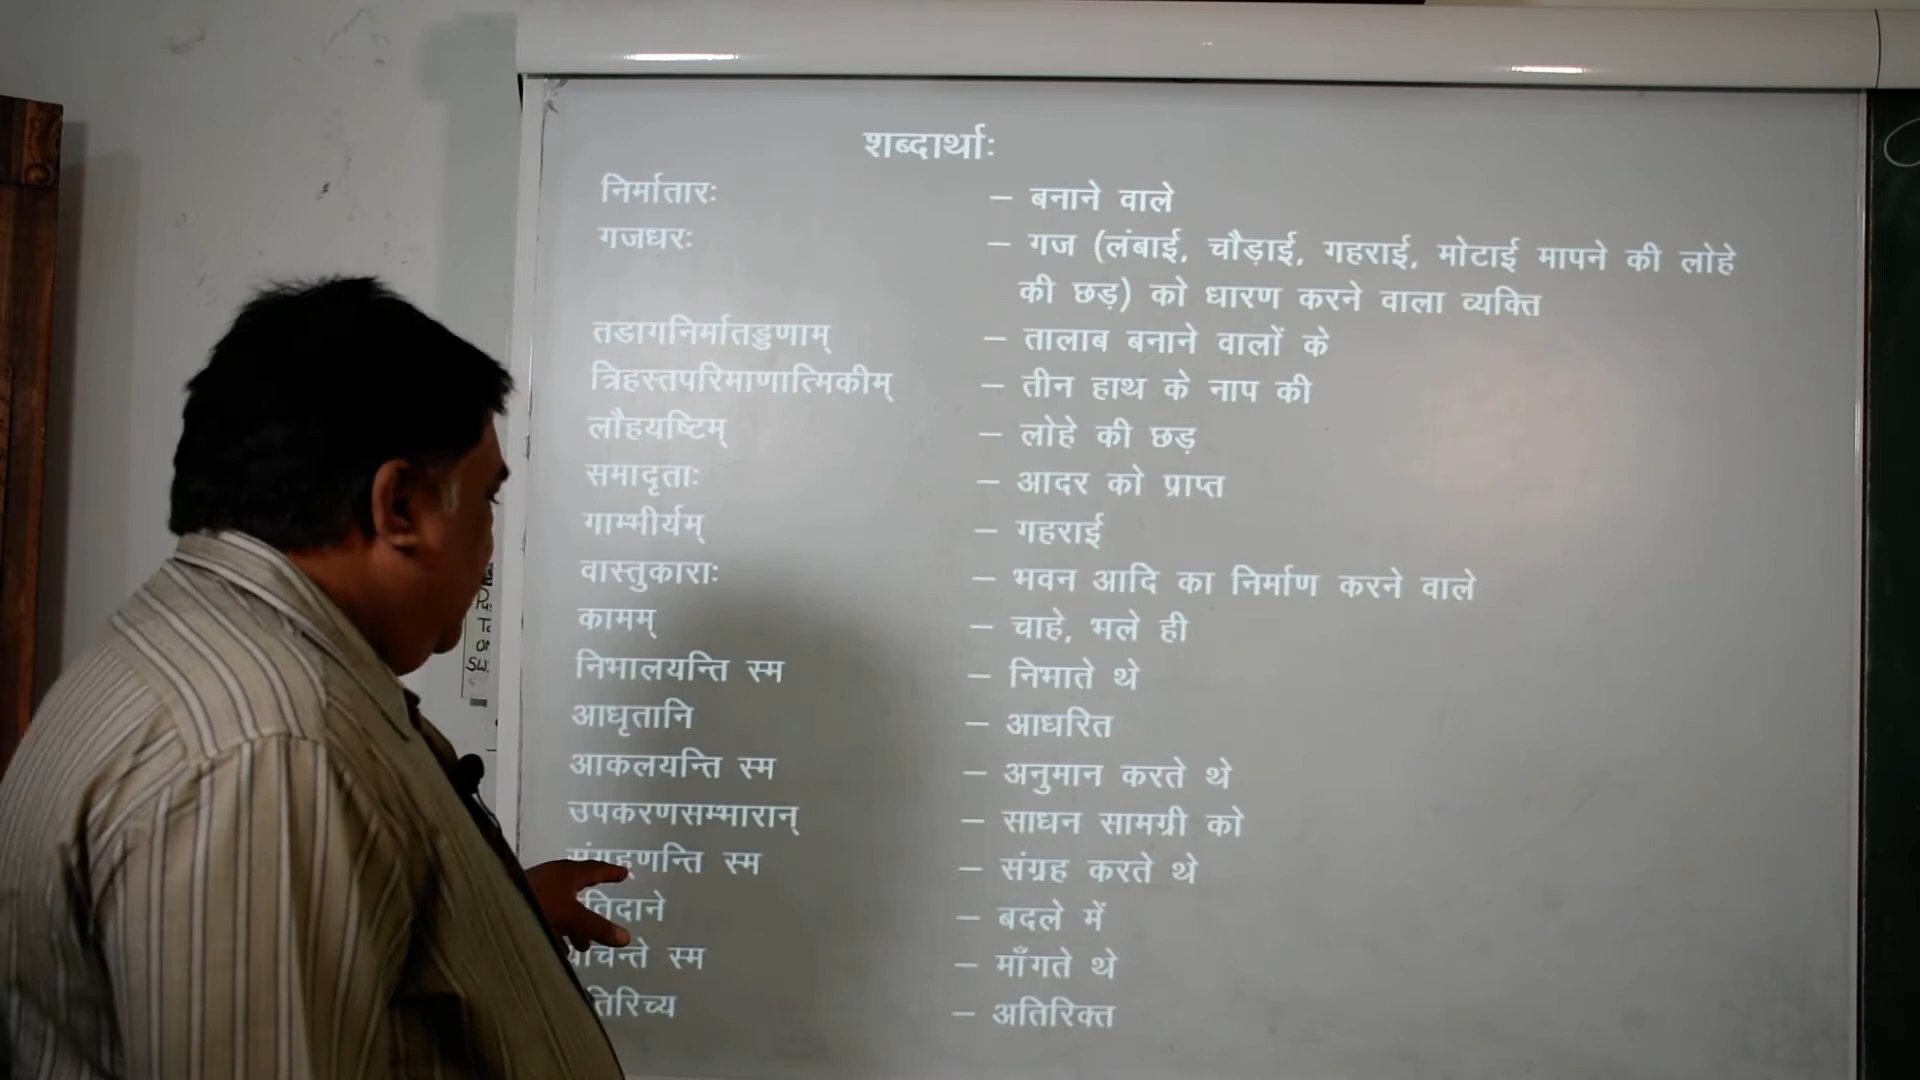 शब्दार्थाः
निर्मातारः – बनाने वाले
गजधरः – गज (लंबाई, चौड़ाई, गहराई, मोटाई मापने की लोहे
की छड़) को धारण करने वाला व्यक्ति
तडागनिर्मातड्ढणाम् – तालाब बनाने वालों के
त्रिहस्तपरिमाणात्मिकीम् – तीन हाथ के नाप की
लौहयष्टिम् – लोहे की छड़
समादृताः – आदर को प्राप्त
गाम्भीर्यम् – गहराई
वास्तुकाराः – भवन आदि का निर्माण करने वाले
कामम् – चाहे, भले ही
निभालयन्ति स्म – निभाते थे
आधृतानि – आधरित
आकलयन्ति स्म – अनुमान करते थे
उपकरणसम्भारान् – साधन सामग्री को
स्म – संग्रह करते थे
– बदले में
स्म – माँगते थे
– अतिरिक्त